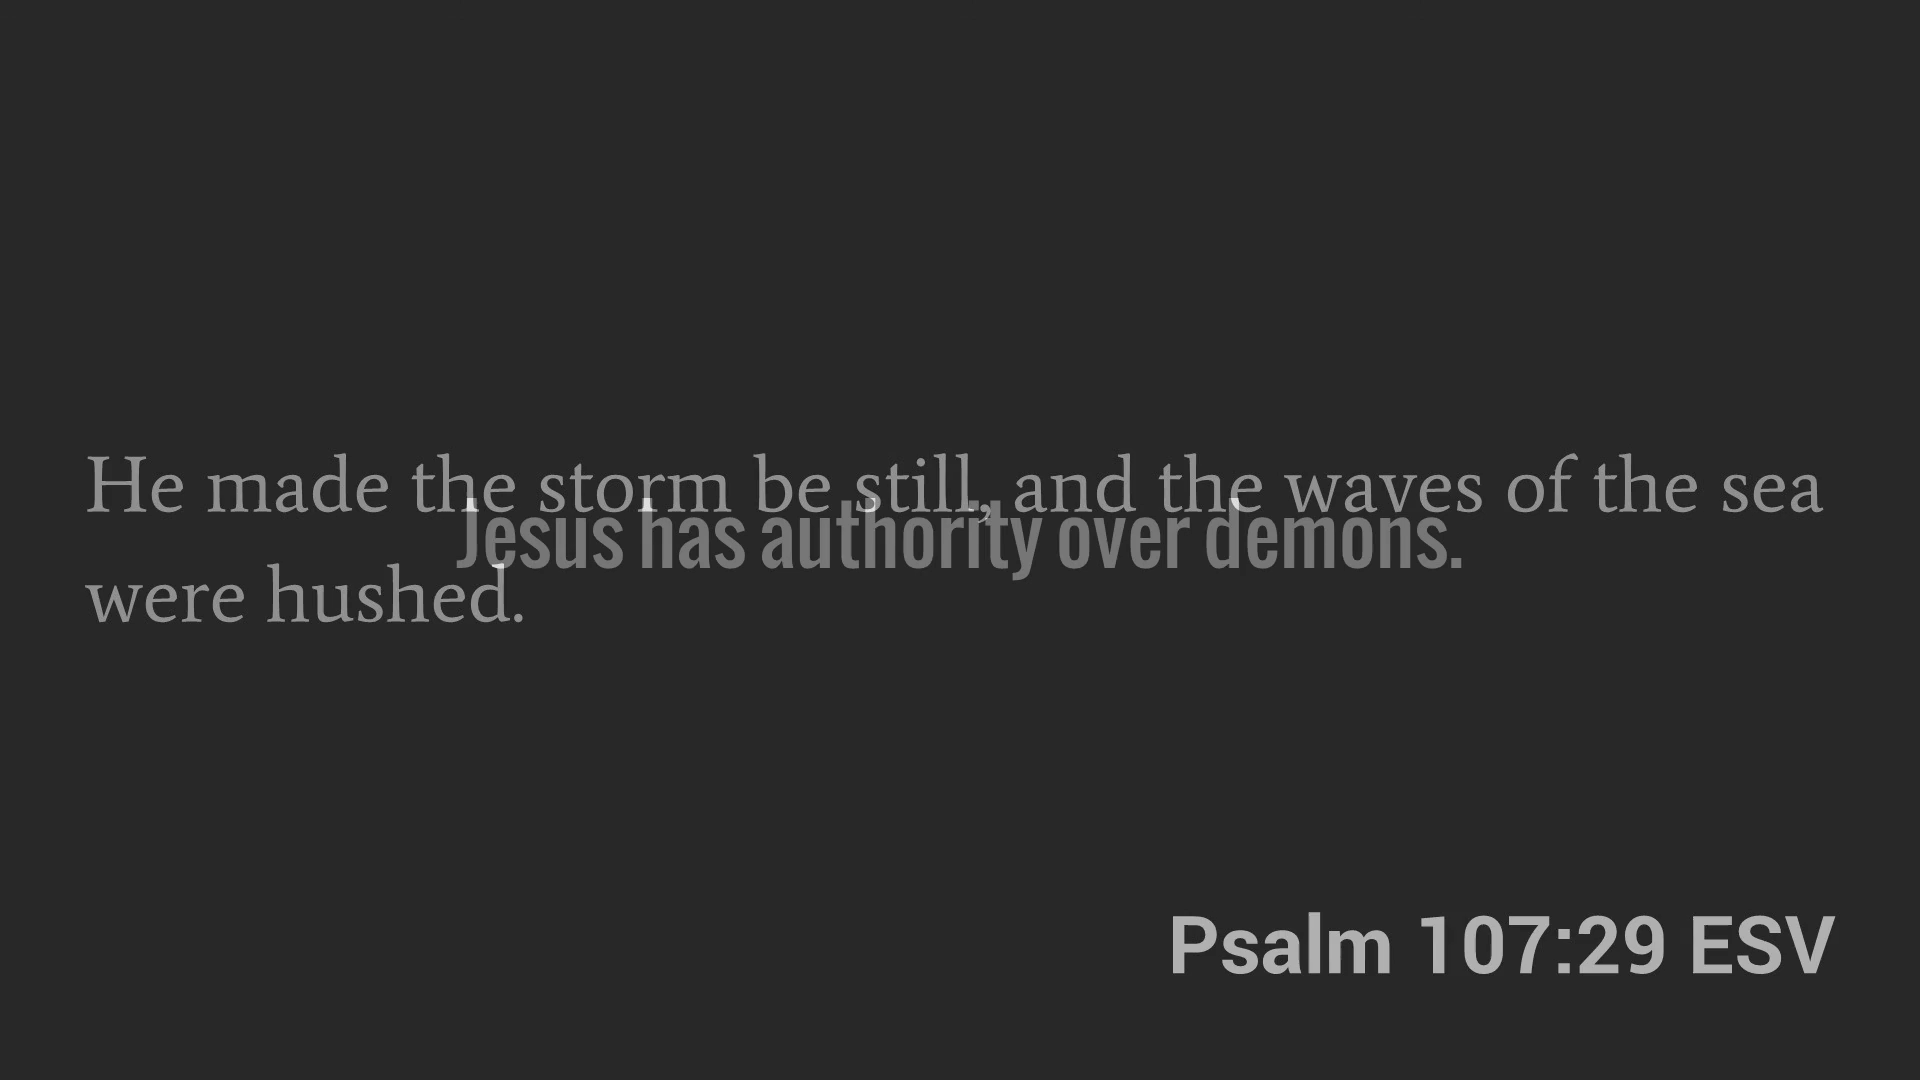 He made the storm be still, and the waves of the sea
Jesus has authority over demons.
were hushed.
Psalm 107:29 ESV